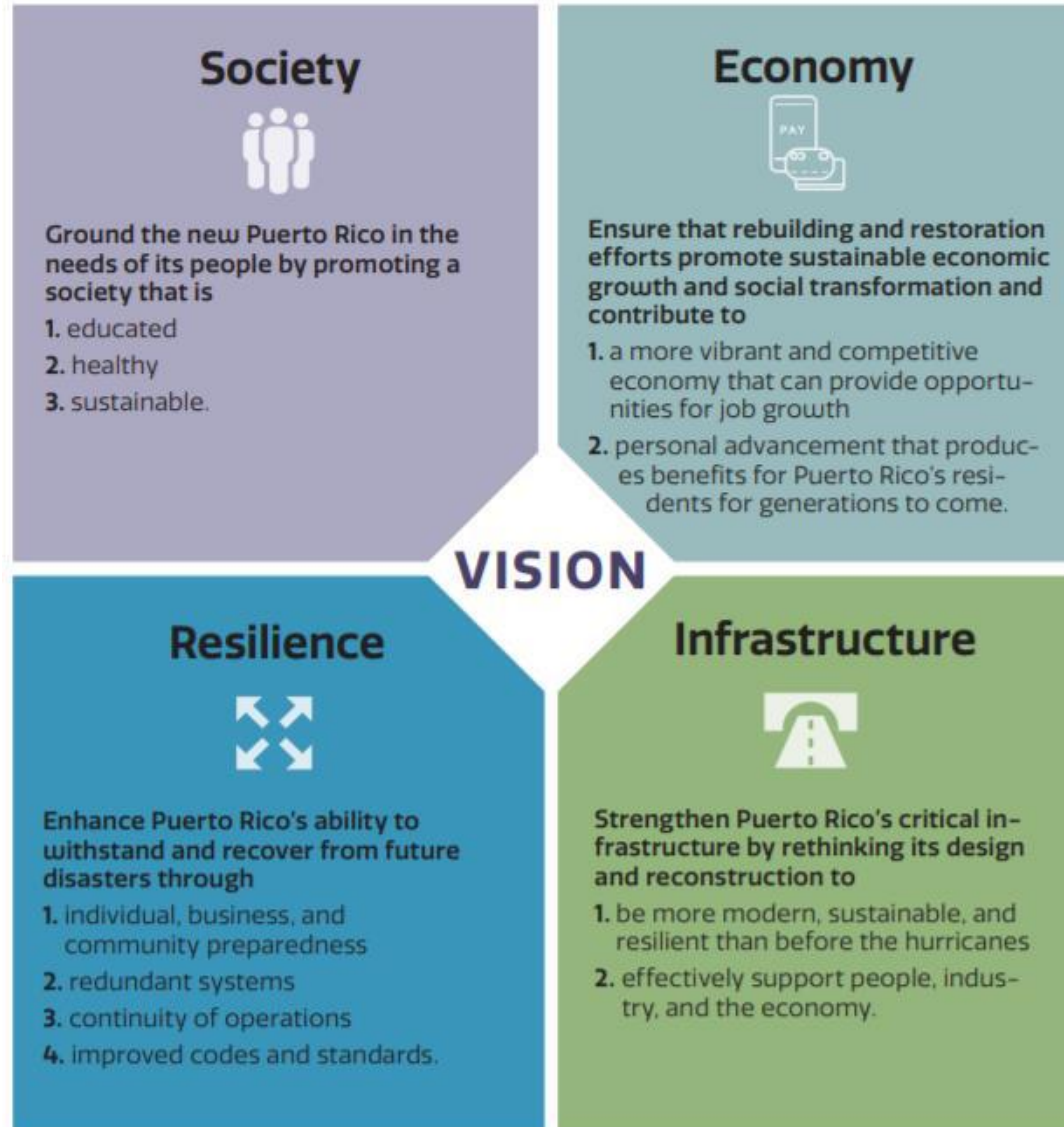 Society
Ground the new Puerto Rico in the
needs of its people by promoting a
society that is
1. educated
2. healthy
3. sustainable.
Economy
PAY
Ensure that rebuilding and restoration
efforts promote sustainable economic
growth and social transformation and
contribute to
1. a more vibrant and competitive
economy that can provide opportu-
nities for job growth
2. personal advancement that produc-
es benefits for Puerto Rico's resi-
dents for generations to come.
VISION
Resilience
Enhance Puerto Rico's ability to
withstand and recover from future
disasters through
1. individual, business, and
community preparedness
2. redundant systems
3. continuity of operations
4. improved codes and standards.
Infrastructure
Strengthen Puerto Rico's critical in-
frastructure by rethinking its design
and reconstruction to
1. be more modern, sustainable, and
resilient than before the hurricanes
2. effectively support people, indus-
try, and the economy.